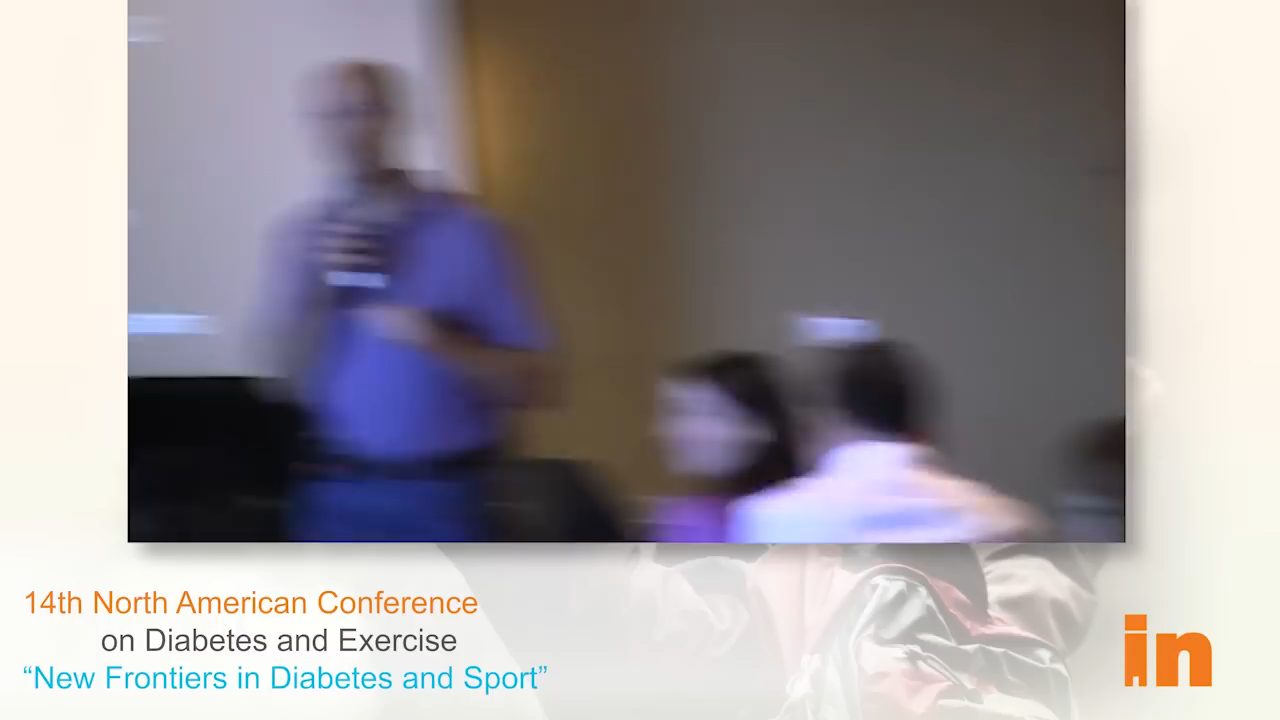 14th North American Conference
on Diabetes and Exercise
“New Frontiers in Diabetes and Sport”
in